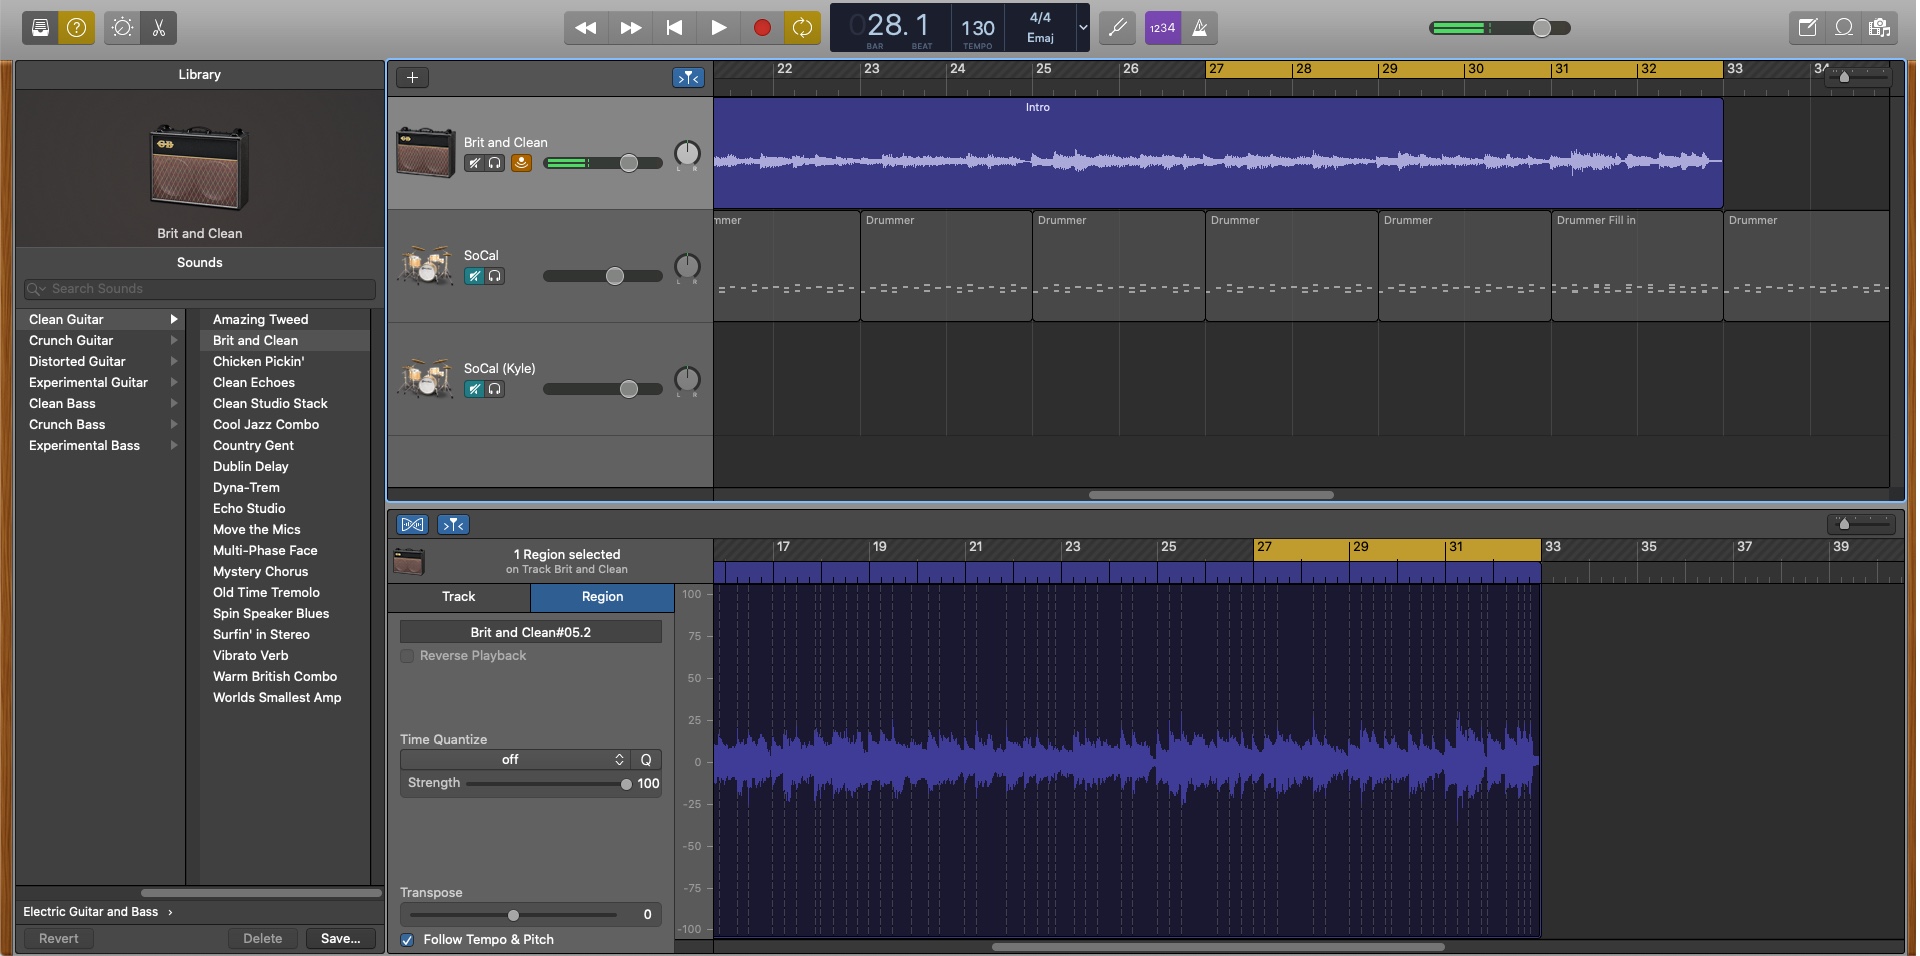 028.1
BAR BEAT
130
TEMPO
4/4
Emaj
1234
Library
Brit and Clean
Sounds
Search Sounds
Clean Guitar
Crunch Guitar
Distorted Guitar
Experimental Guitar
Clean Bass
Crunch Bass
Experimental Bass
Amazing Tweed
Brit and Clean
Chicken Pickin'
Clean Echoes
Clean Studio Stack
Cool Jazz Combo
Country Gent
Dublin Delay
Dyna-Trem
Echo Studio
Move the Mics
Multi-Phase Face
Mystery Chorus
Old Time Tremolo
Spin Speaker Blues
Surfin' in Stereo
Vibrato Verb
Warm British Combo
Worlds Smallest Amp
Electric Guitar and Bass ›
Revert Delete Save...
22 23 24 25 26 27 28 29 30 31 32 33 34
Brit and Clean
L R
Intro
SoCal
L R
mmer Drummer Drummer Drummer Drummer Drummer Fill in Drummer
SoCal (Kyle)
L R
1 Region selected
on Track Brit and Clean
17 19 21 23 25 27 29 31 33 35 37 39
Track Region
Brit and Clean#05.2
Reverse Playback
Time Quantize
off Q
Strength 100
Transpose
0
Follow Tempo & Pitch
100
75
50
25
0
-25
-50
-75
-100